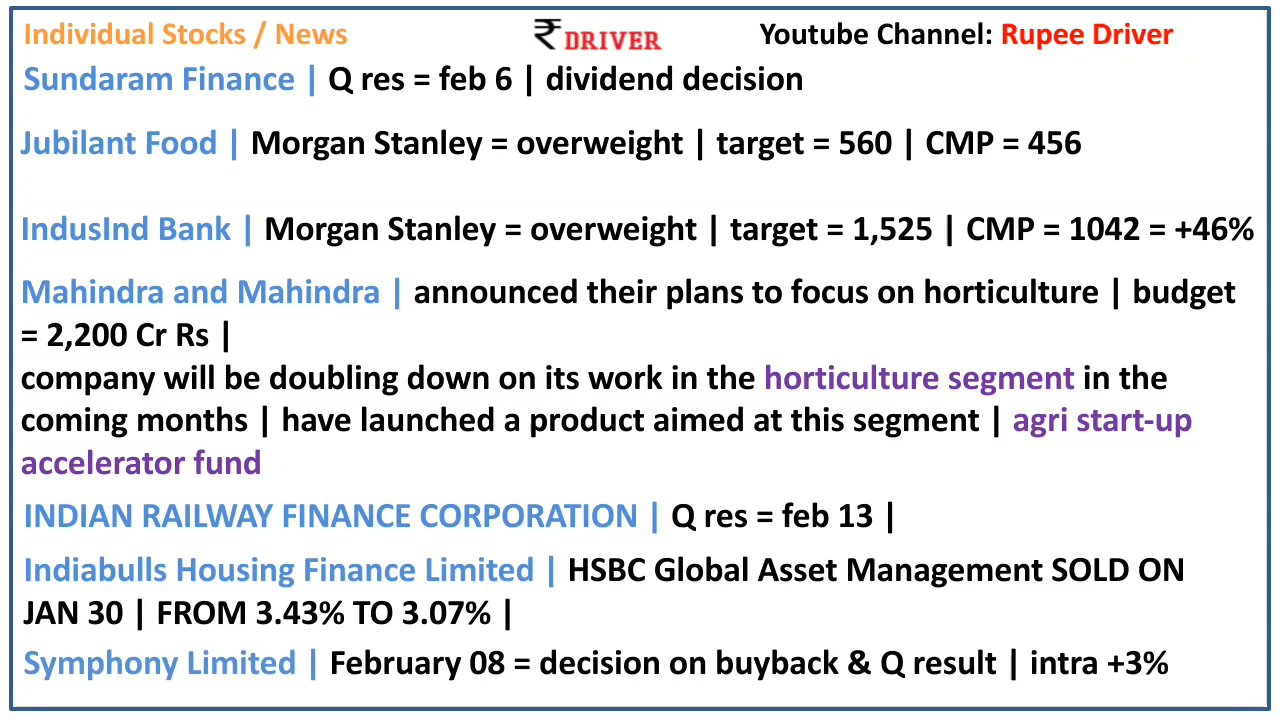 Individual Stocks / News ₹ DRIVER Youtube Channel: Rupee Driver
Sundaram Finance | Q res = feb 6 | dividend decision
Jubilant Food | Morgan Stanley = overweight | target = 560 | CMP = 456
IndusInd Bank | Morgan Stanley = overweight | target = 1,525 | CMP = 1042 = +46%
Mahindra and Mahindra | announced their plans to focus on horticulture | budget
= 2,200 Cr Rs |
company will be doubling down on its work in the horticulture segment in the
coming months | have launched a product aimed at this segment | agri start-up
accelerator fund
INDIAN RAILWAY FINANCE CORPORATION | Q res = feb 13 |
Indiabulls Housing Finance Limited | HSBC Global Asset Management SOLD ON
JAN 30 | FROM 3.43% TO 3.07% |
Symphony Limited | February 08 = decision on buyback & Q result | intra +3%